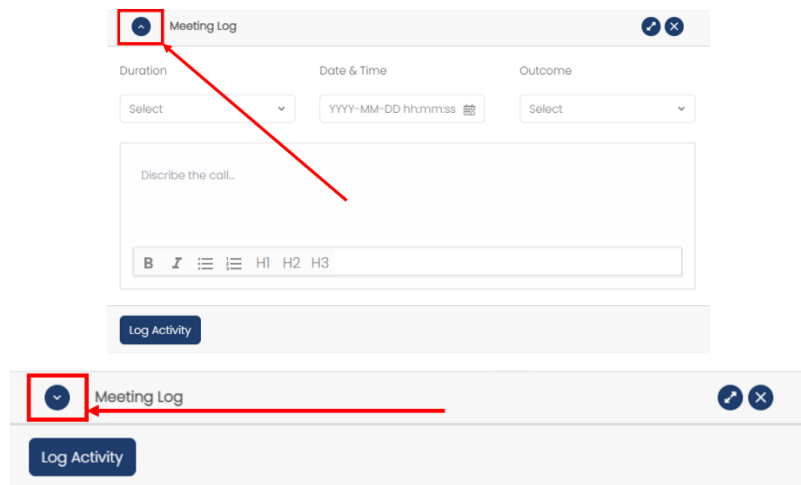 Meeting Log
Duration Date & Time Outcome
Select YYYY-MM-DD hh:mm:ss Select
Discribe the call...
B I H1 H2 H3
Log Activity
Meeting Log
Log Activity